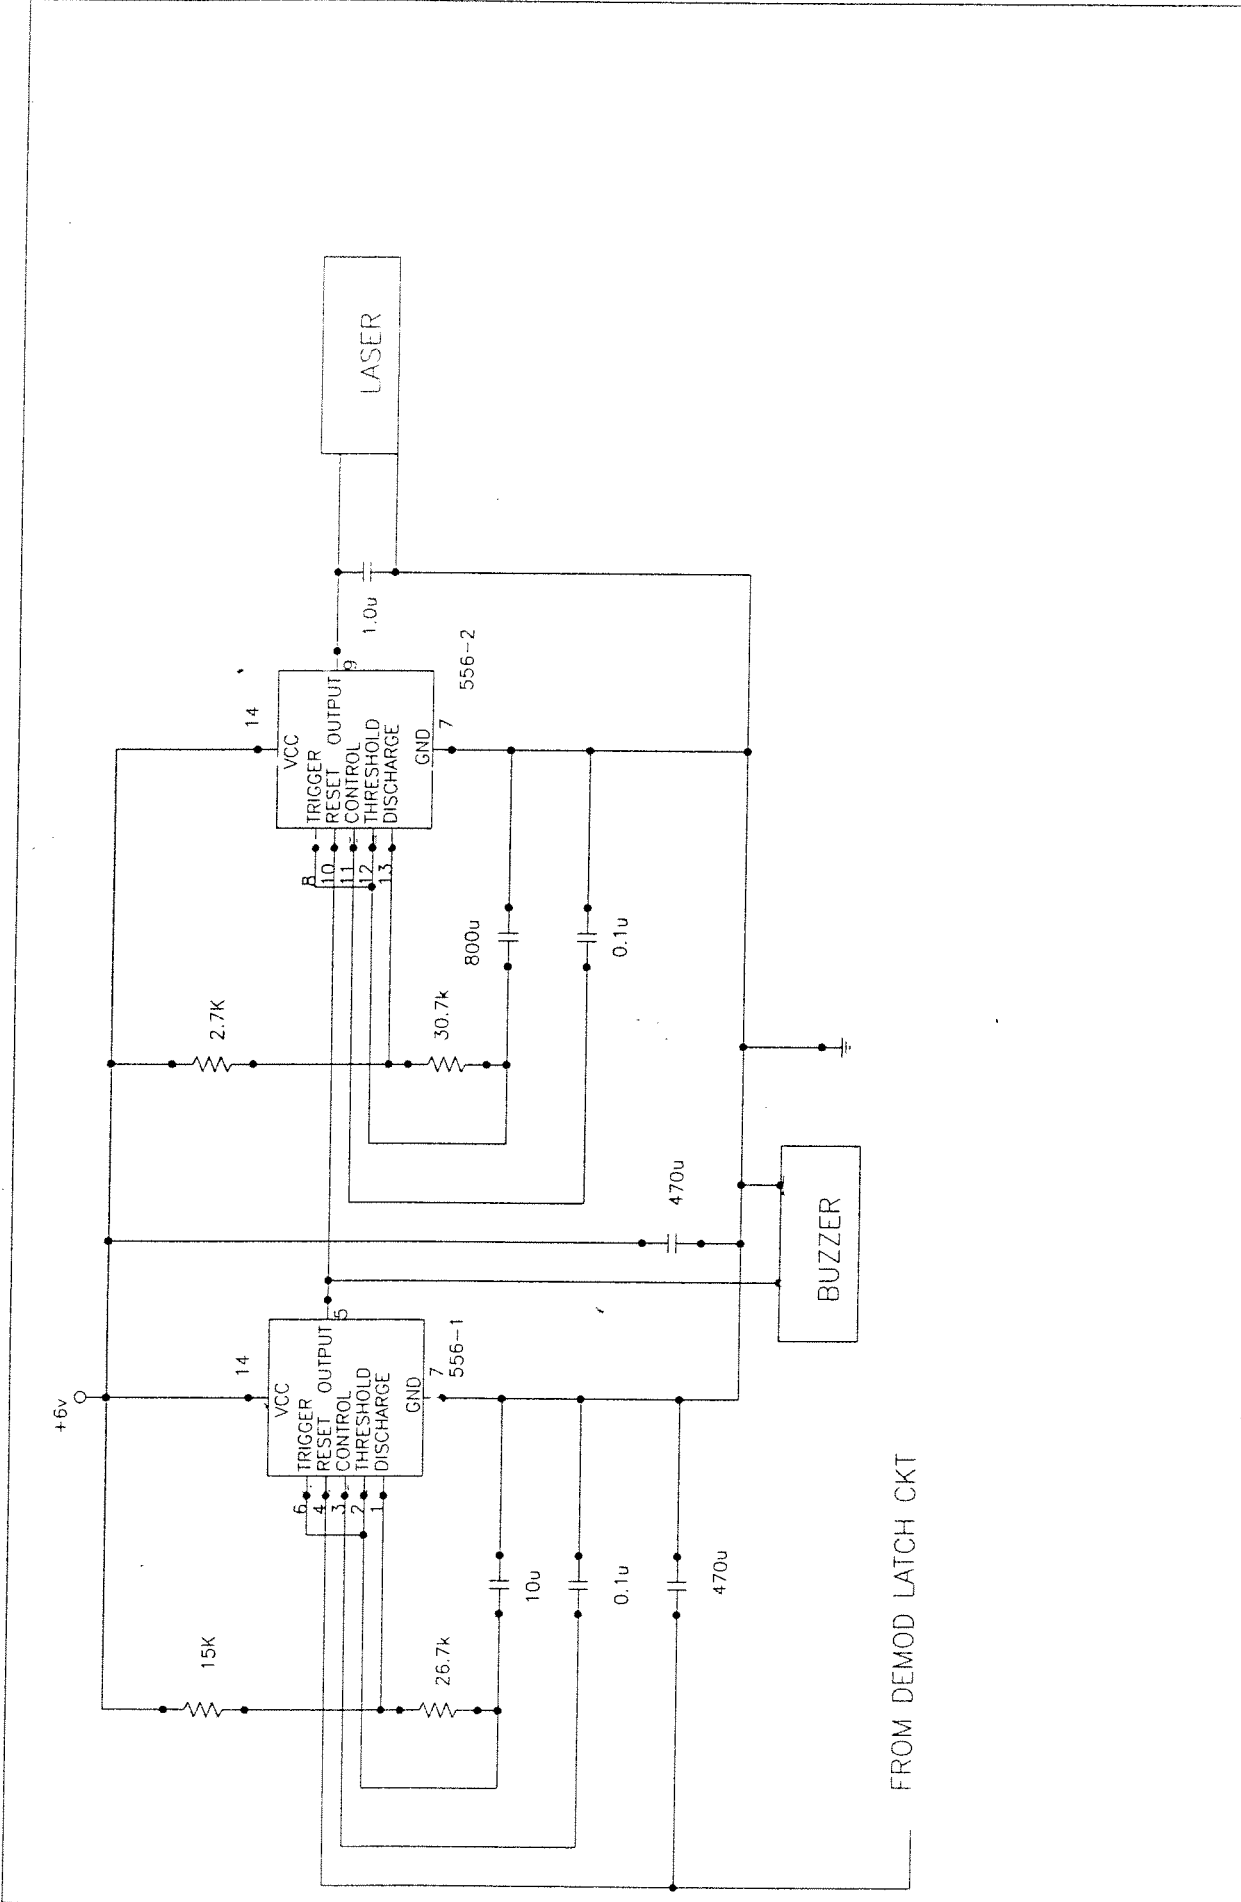 +6v
15K
26.7k
VCC
14
TRIGGER
RESET
CONTROL
THRESHOLD
DISCHARGE
OUTPUT
GND
6
4
3
2
1
5
7
556-1
10u
0.1u
470u
FROM DEMOD LATCH CKT
BUZZER
470u
2.7K
30.7k
800u
0.1u
VCC
14
TRIGGER
RESET
CONTROL
THRESHOLD
DISCHARGE
OUTPUT
GND
8
10
11
12
13
9
7
556-2
1.0u
LASER